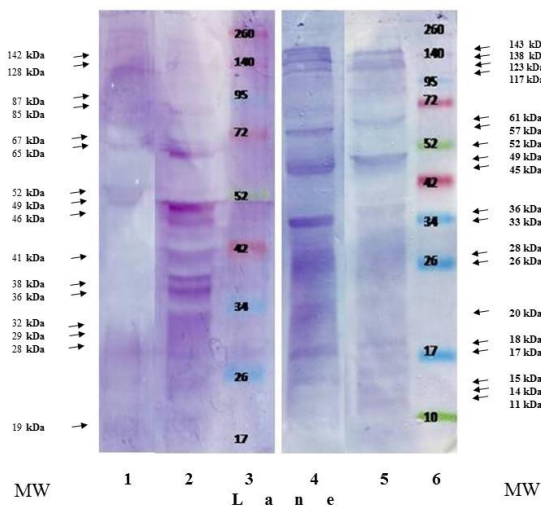 142 kDa
128 kDa
87 kDa
85 kDa
67 kDa
65 kDa
52 kDa
49 kDa
46 kDa
41 kDa
38 kDa
36 kDa
32 kDa
29 kDa
28 kDa
19 kDa
260
140
95
72
52
42
34
26
17
260
140
95
72
52
42
34
26
17
10
143 kDa
138 kDa
123 kDa
117 kDa
61 kDa
57 kDa
52 kDa
49 kDa
45 kDa
36 kDa
33 kDa
28 kDa
26 kDa
20 kDa
18 kDa
17 kDa
15 kDa
14 kDa
11 kDa
MW 1 2 3 4 5 6 MW
L a n e